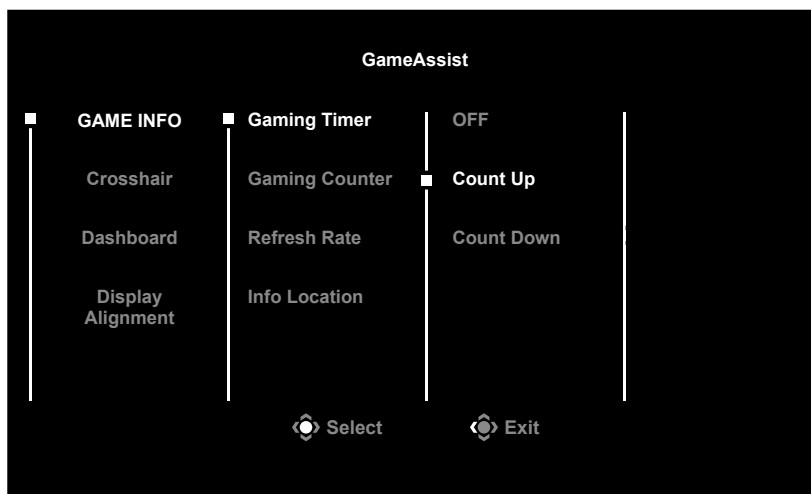 GameAssist
GAME INFO
Gaming Timer
OFF
Crosshair
Gaming Counter
Count Up
Dashboard
Refresh Rate
Count Down
Display
Alignment
Info Location
Select
Exit